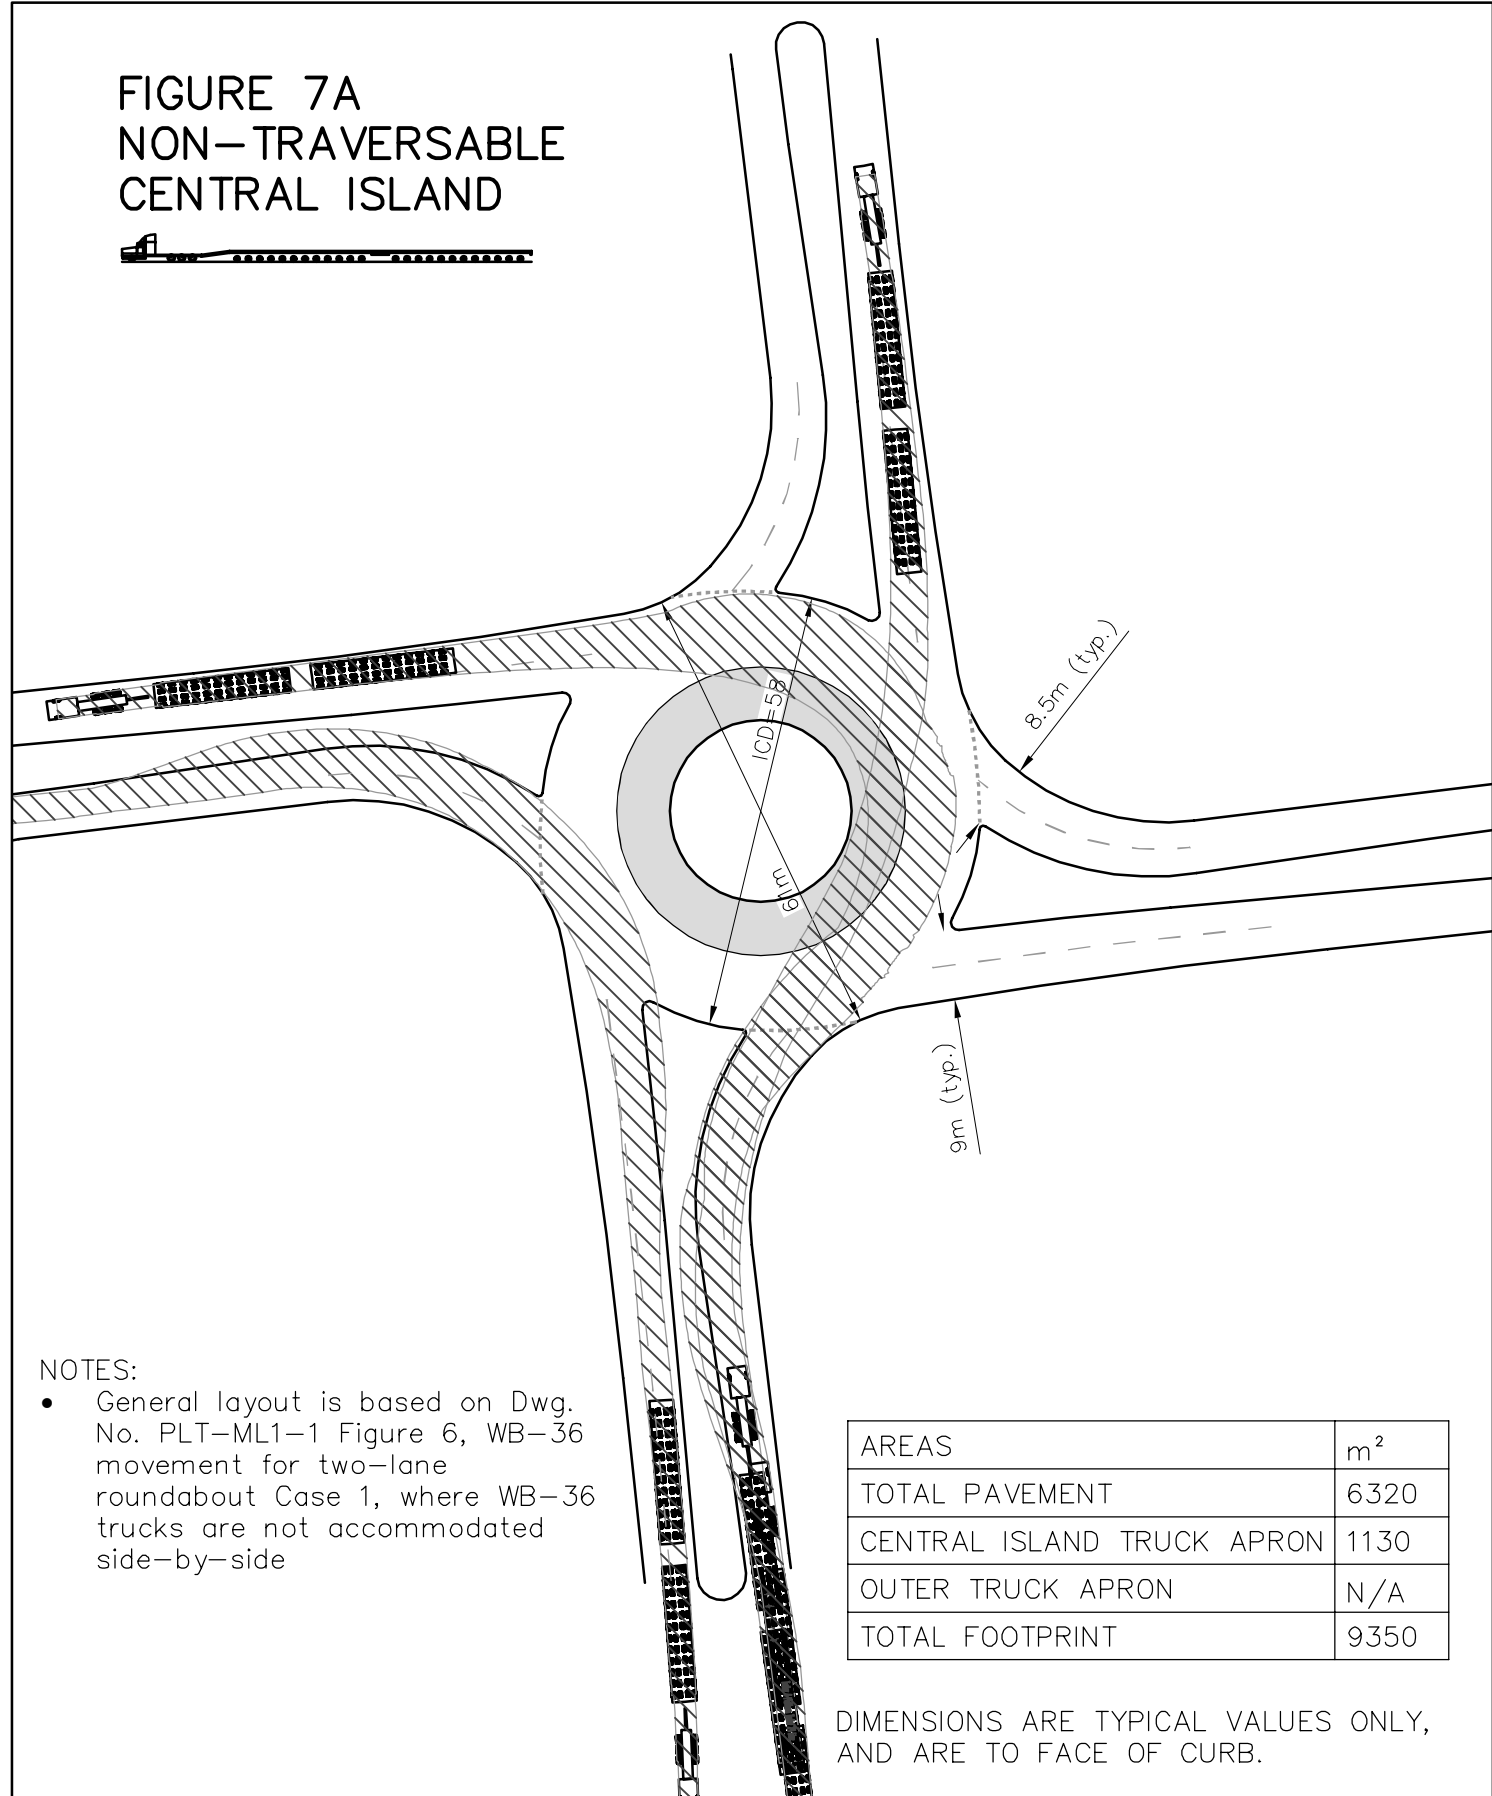 FIGURE 7A
NON-TRAVERSABLE
CENTRAL ISLAND
8.5m (typ.)
ICD=58
61m
9m (typ.)
NOTES:
• General layout is based on Dwg.
No. PLT-ML1-1 Figure 6, WB-36
movement for two-lane
roundabout Case 1, where WB-36
trucks are not accommodated
side-by-side
AREAS m²
TOTAL PAVEMENT 6320
CENTRAL ISLAND TRUCK APRON 1130
OUTER TRUCK APRON N/A
TOTAL FOOTPRINT 9350
DIMENSIONS ARE TYPICAL VALUES ONLY,
AND ARE TO FACE OF CURB.